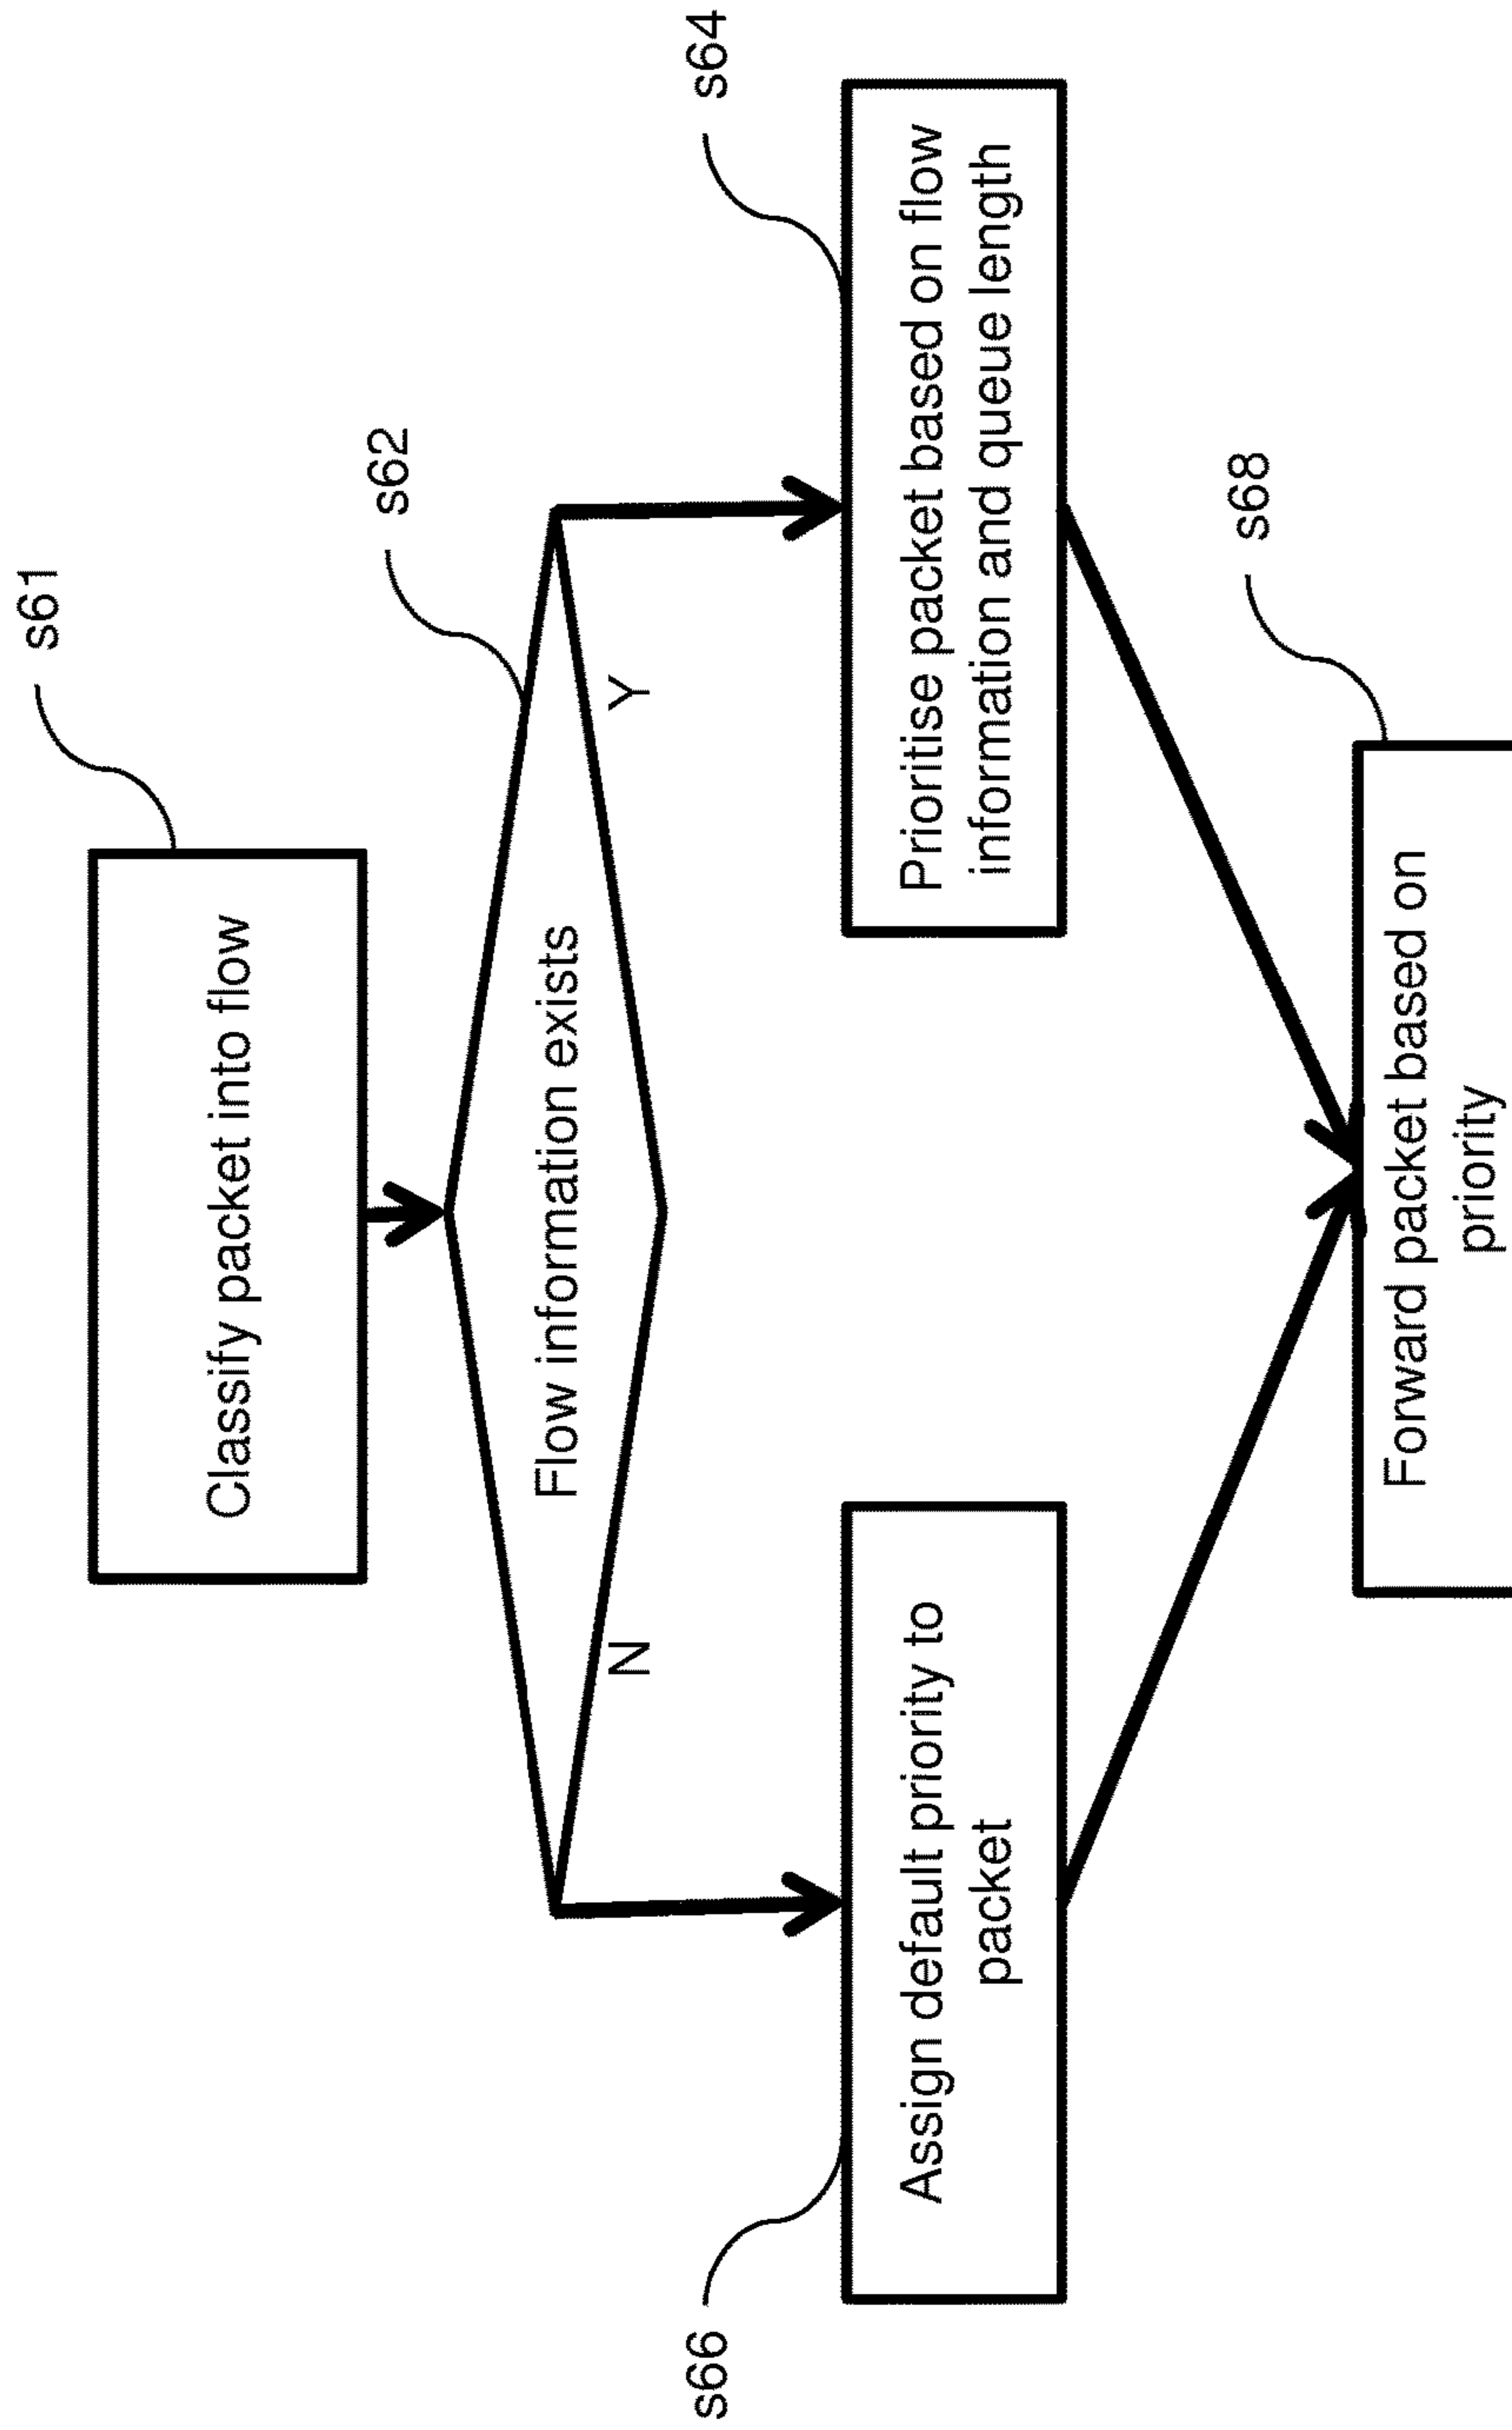 s61
Classify packet into flow
s62
Flow information exists
N
Y
s66
s64
Assign default priority to
packet
Prioritise packet based on flow
information and queue length
s68
Forward packet based on
priority